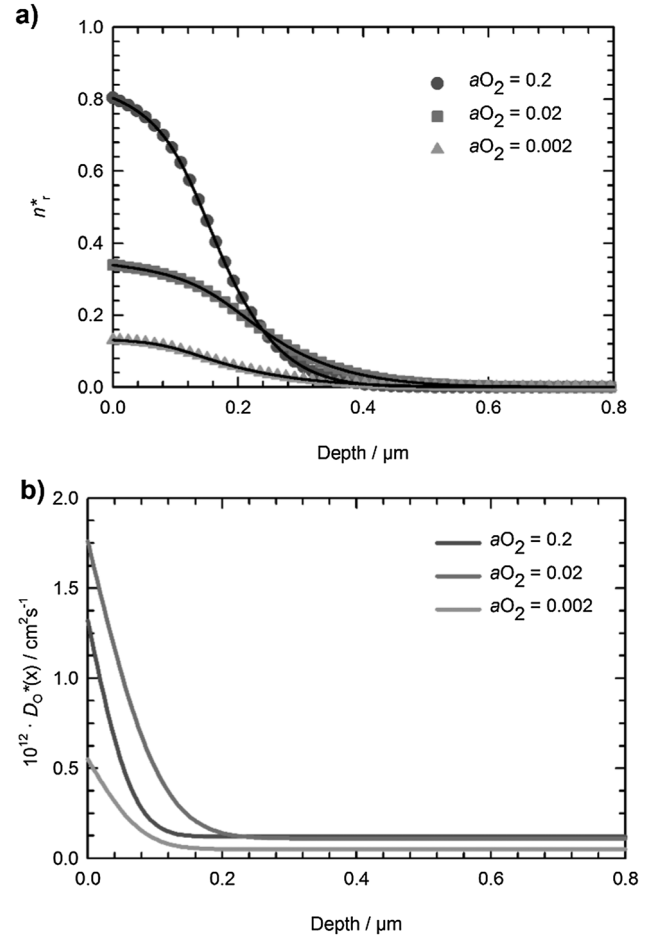 a)
1.0
0.8
0.6
0.4
0.2
0.0
n*r
aO2 = 0.2
aO2 = 0.02
aO2 = 0.002
0.0 0.2 0.4 0.6 0.8
Depth / µm
b)
2.0
1.5
1.0
0.5
0.0
10¹² · DO*(x) / cm²s⁻¹
aO2 = 0.2
aO2 = 0.02
aO2 = 0.002
0.0 0.2 0.4 0.6 0.8
Depth / µm